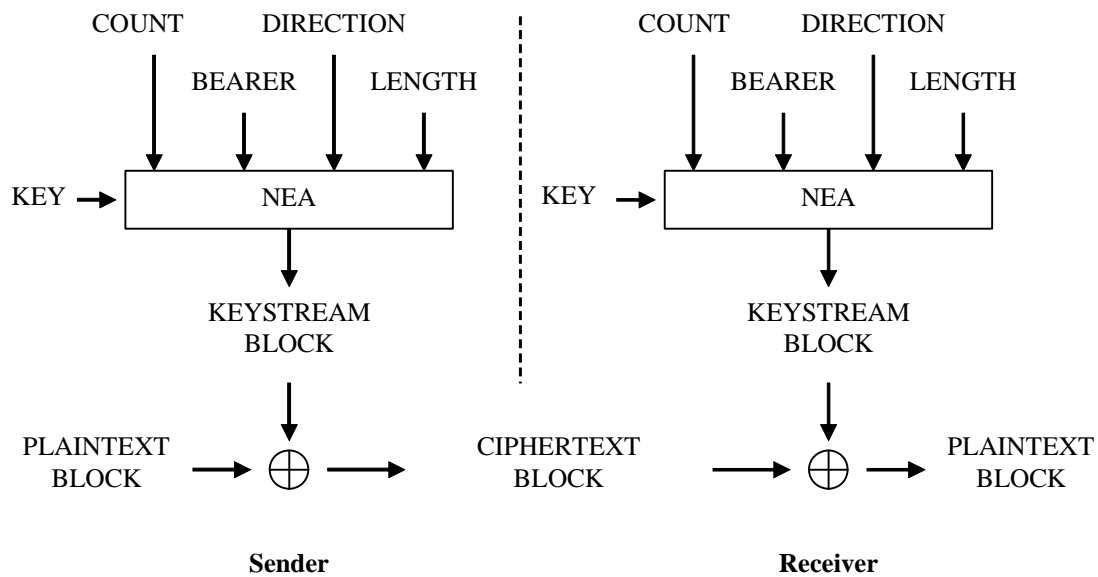 COUNT DIRECTION COUNT DIRECTION
BEARER LENGTH BEARER LENGTH
KEY NEA KEY NEA
KEYSTREAM KEYSTREAM
BLOCK BLOCK
PLAINTEXT CIPHERTEXT PLAINTEXT
BLOCK BLOCK BLOCK
Sender Receiver